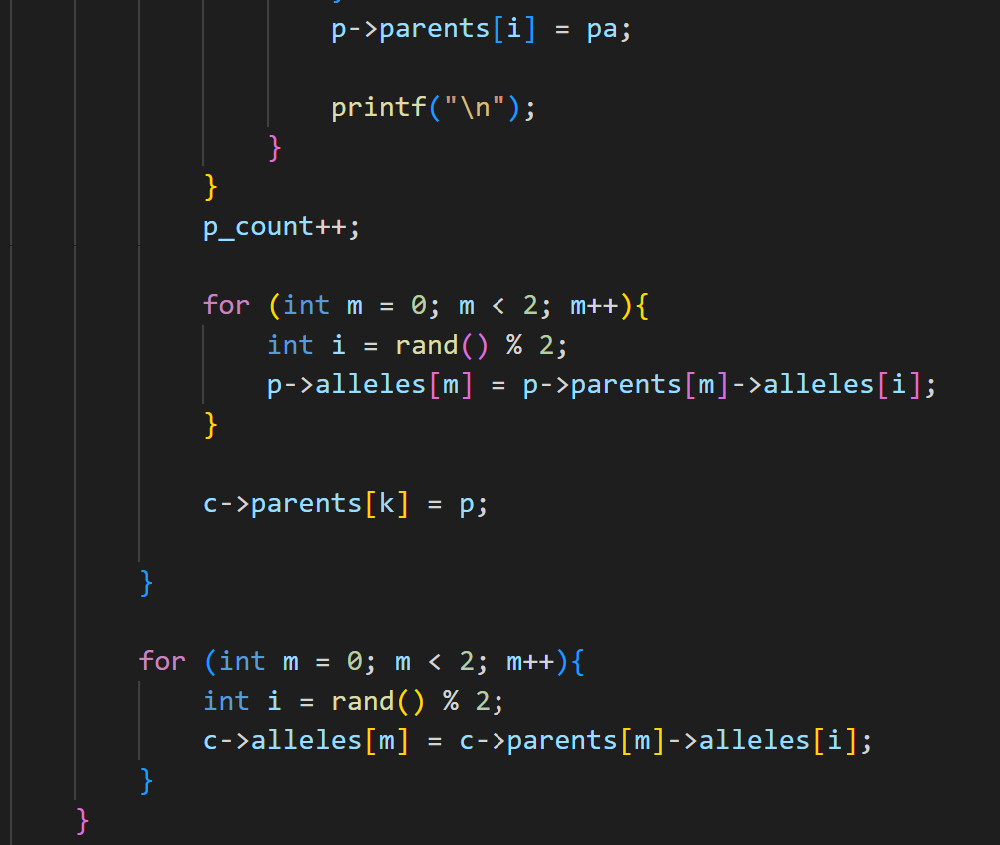 p->parents[i] = pa;
printf("\n");
}
}
p_count++;
for (int m = 0; m < 2; m++){
int i = rand() % 2;
p->alleles[m] = p->parents[m]->alleles[i];
}
c->parents[k] = p;
}
for (int m = 0; m < 2; m++){
int i = rand() % 2;
c->alleles[m] = c->parents[m]->alleles[i];
}
}